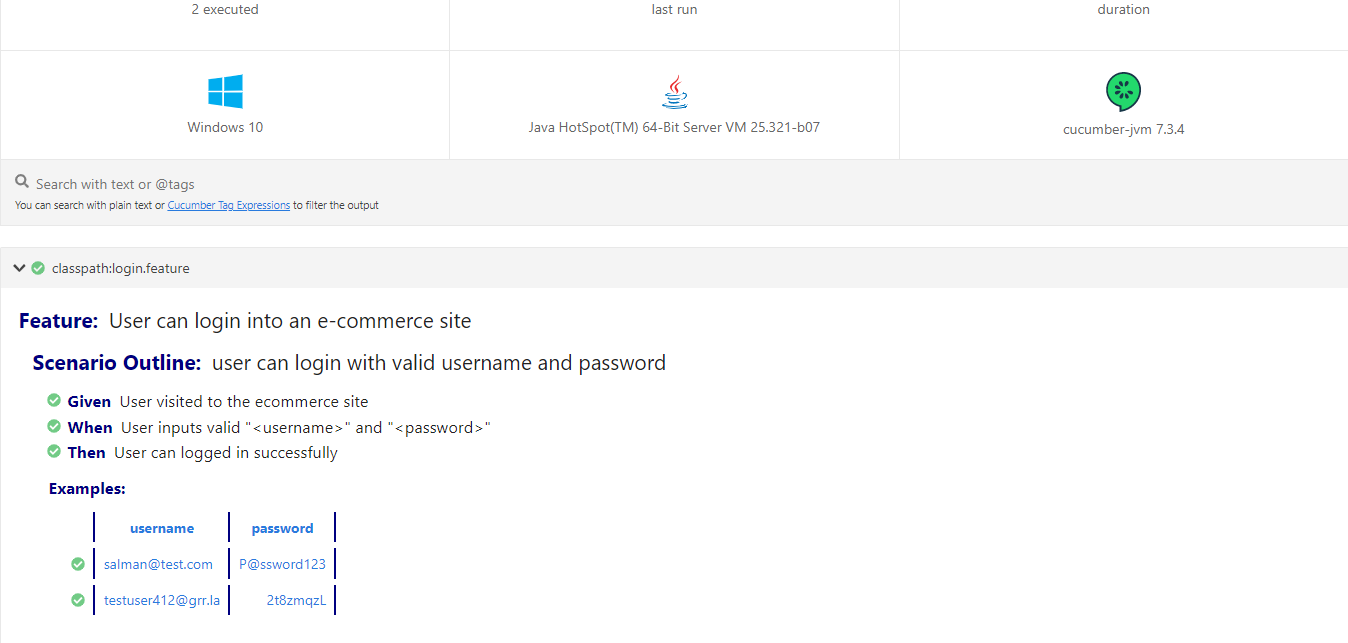 2 executed last run duration
Windows 10 Java HotSpot(TM) 64-Bit Server VM 25.321-b07 cucumber-jvm 7.3.4
Search with text or @tags
You can search with plain text or Cucumber Tag Expressions to filter the output
classpath:login.feature
Feature: User can login into an e-commerce site
Scenario Outline: user can login with valid username and password
Given User visited to the ecommerce site
When User inputs valid "<username>" and "<password>"
Then User can logged in successfully
Examples:
username password
salman@test.com P@ssword123
testuser412@grr.la 2t8zmqzL